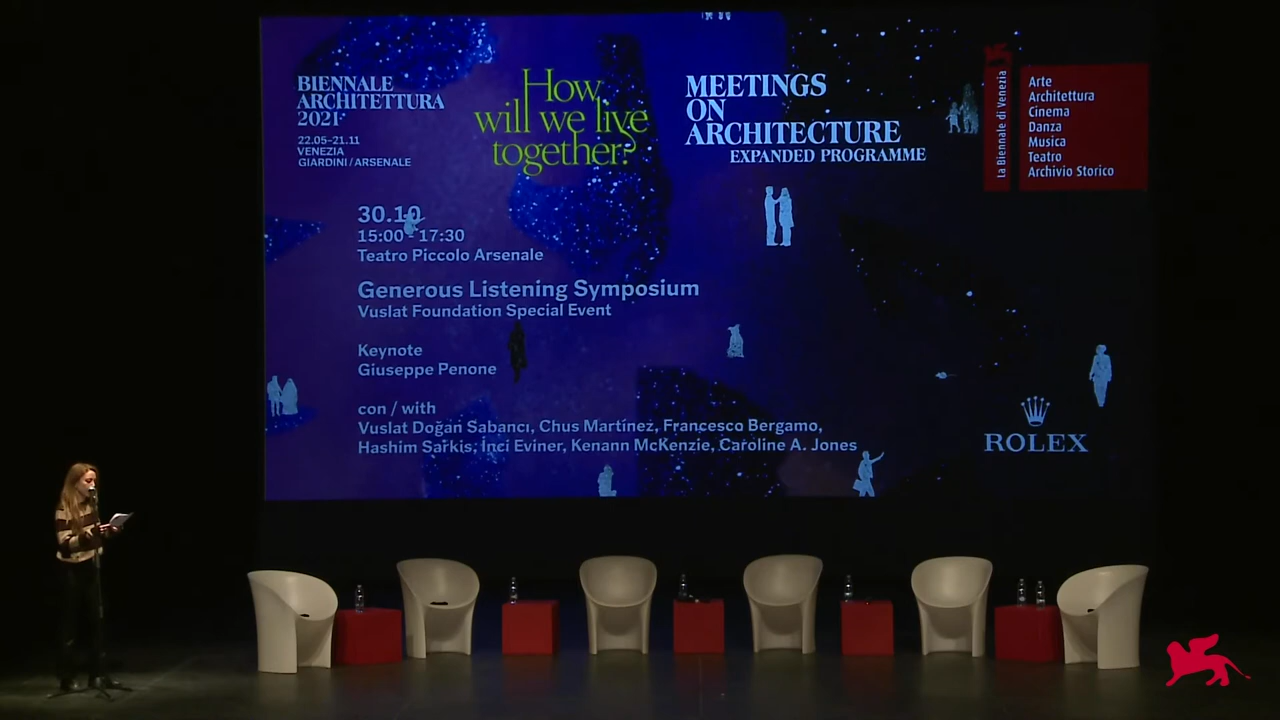 BIENNALE
ARCHITETTURA
2021
22.05-21.11
VENEZIA
GIARDINI/ARSENALE
How
will we live
together?
MEETINGS
ON
ARCHITECTURE
EXPANDED PROGRAMME
La Biennale di Venezia
Arte
Architettura
Cinema
Danza
Musica
Teatro
Archivio Storico
30.10
15:00 - 17:30
Teatro Piccolo Arsenale
Generous Listening Symposium
Vuslat Foundation Special Event
Keynote
Giuseppe Penone
con / with
Vuslat Doğan Sabancı, Chus Martínez, Francesco Bergamo,
Hashim Sarkis, İnci Eviner, Kenann McKenzie, Caroline A. Jones
ROLEX